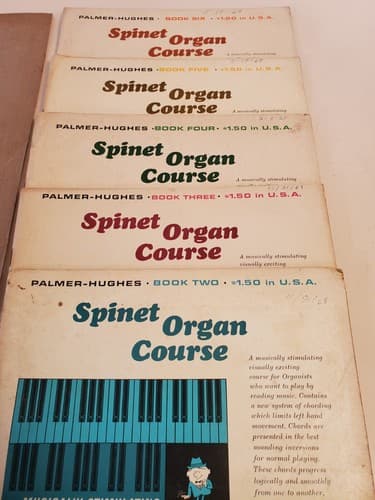 PALMER-HUGHES • BOOK SIX • $1.50 in U.S.A.
Spinet Organ
Course
A musically stimulating
PALMER-HUGHES • BOOK FIVE • $1.50 in U.S.A.
Spinet Organ
Course
A musically stimulating
PALMER-HUGHES • BOOK FOUR • $1.50 in U.S.A.
Spinet Organ
Course
A musically stimulating
PALMER-HUGHES • BOOK THREE • $1.50 in U.S.A.
Spinet Organ
Course
A musically stimulating
visually exciting
PALMER-HUGHES • BOOK TWO • $1.50 in U.S.A.
Spinet Organ
Course
A musically stimulating
visually exciting
course for Organists
who want to play by
reading music. Contains
a new system of chording
which limits left hand
movement. Chords are
presented in the best
sounding inversions
for normal playing.
These chords progress
logically and smoothly
from one to another,
MUSICALLY STIMULATING